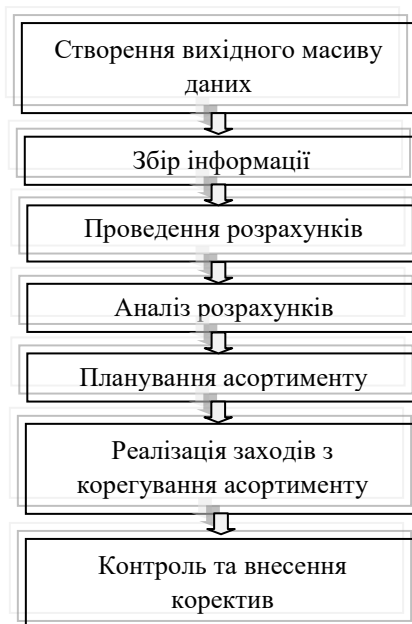 Створення вихідного масиву
даних
Збір інформації
Проведення розрахунків
Аналіз розрахунків
Планування асортименту
Реалізація заходів з
корегування асортименту
Контроль та внесення
коректив